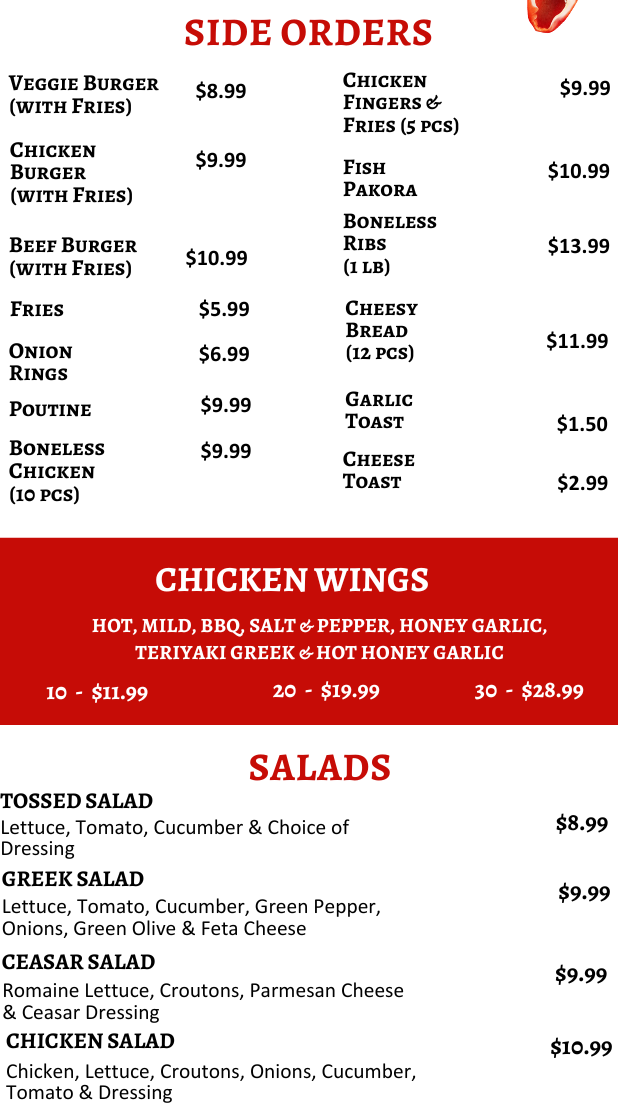 SIDE ORDERS
VEGGIE BURGER
(WITH FRIES)
$8.99
CHICKEN
BURGER
(WITH FRIES)
$9.99
BEEF BURGER
(WITH FRIES)
$10.99
FRIES
$5.99
ONION
RINGS
$6.99
POUTINE
$9.99
BONELESS
CHICKEN
(10 PCS)
$9.99
CHICKEN
FINGERS &
FRIES (5 PCS)
$9.99
FISH
PAKORA
$10.99
BONELESS
RIBS
(1 LB)
$13.99
CHEESY
BREAD
(12 PCS)
$11.99
GARLIC
TOAST
$1.50
CHEESE
TOAST
$2.99
CHICKEN WINGS
HOT, MILD, BBQ, SALT & PEPPER, HONEY GARLIC,
TERIYAKI GREEK & HOT HONEY GARLIC
10 - $11.99
20 - $19.99
30 - $28.99
SALADS
TOSSED SALAD
Lettuce, Tomato, Cucumber & Choice of
Dressing
$8.99
GREEK SALAD
Lettuce, Tomato, Cucumber, Green Pepper,
Onions, Green Olive & Feta Cheese
$9.99
CEASAR SALAD
Romaine Lettuce, Croutons, Parmesan Cheese
& Ceasar Dressing
$9.99
CHICKEN SALAD
Chicken, Lettuce, Croutons, Onions, Cucumber,
Tomato & Dressing
$10.99